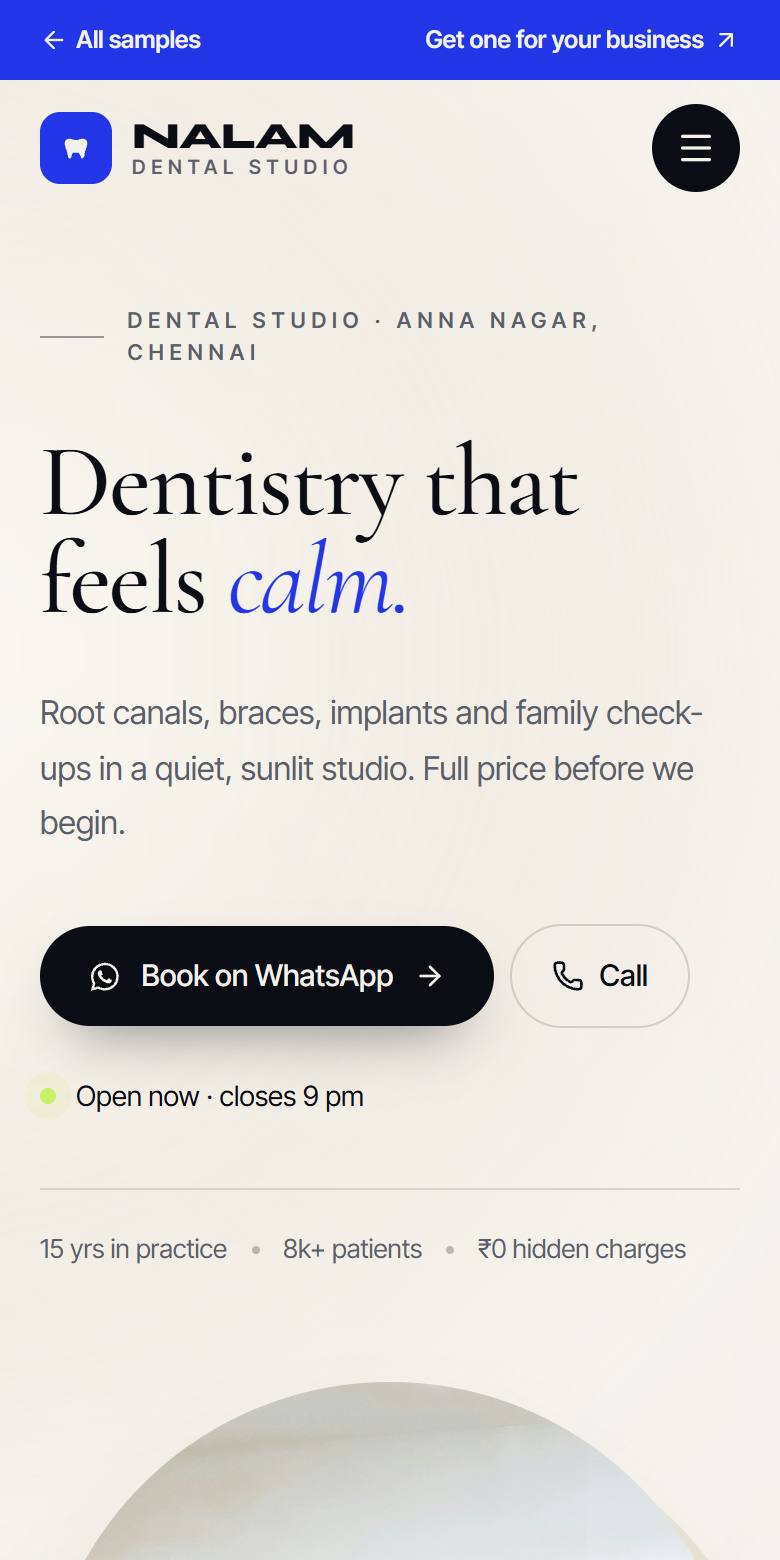 All samples
Get one for your business
NALAM
DENTAL STUDIO
DENTAL STUDIO · ANNA NAGAR,
CHENNAI
Dentistry that
feels calm.
Root canals, braces, implants and family check-
ups in a quiet, sunlit studio. Full price before we
begin.
Book on WhatsApp
Call
Open now · closes 9 pm
15 yrs in practice • 8k+ patients • ₹0 hidden charges